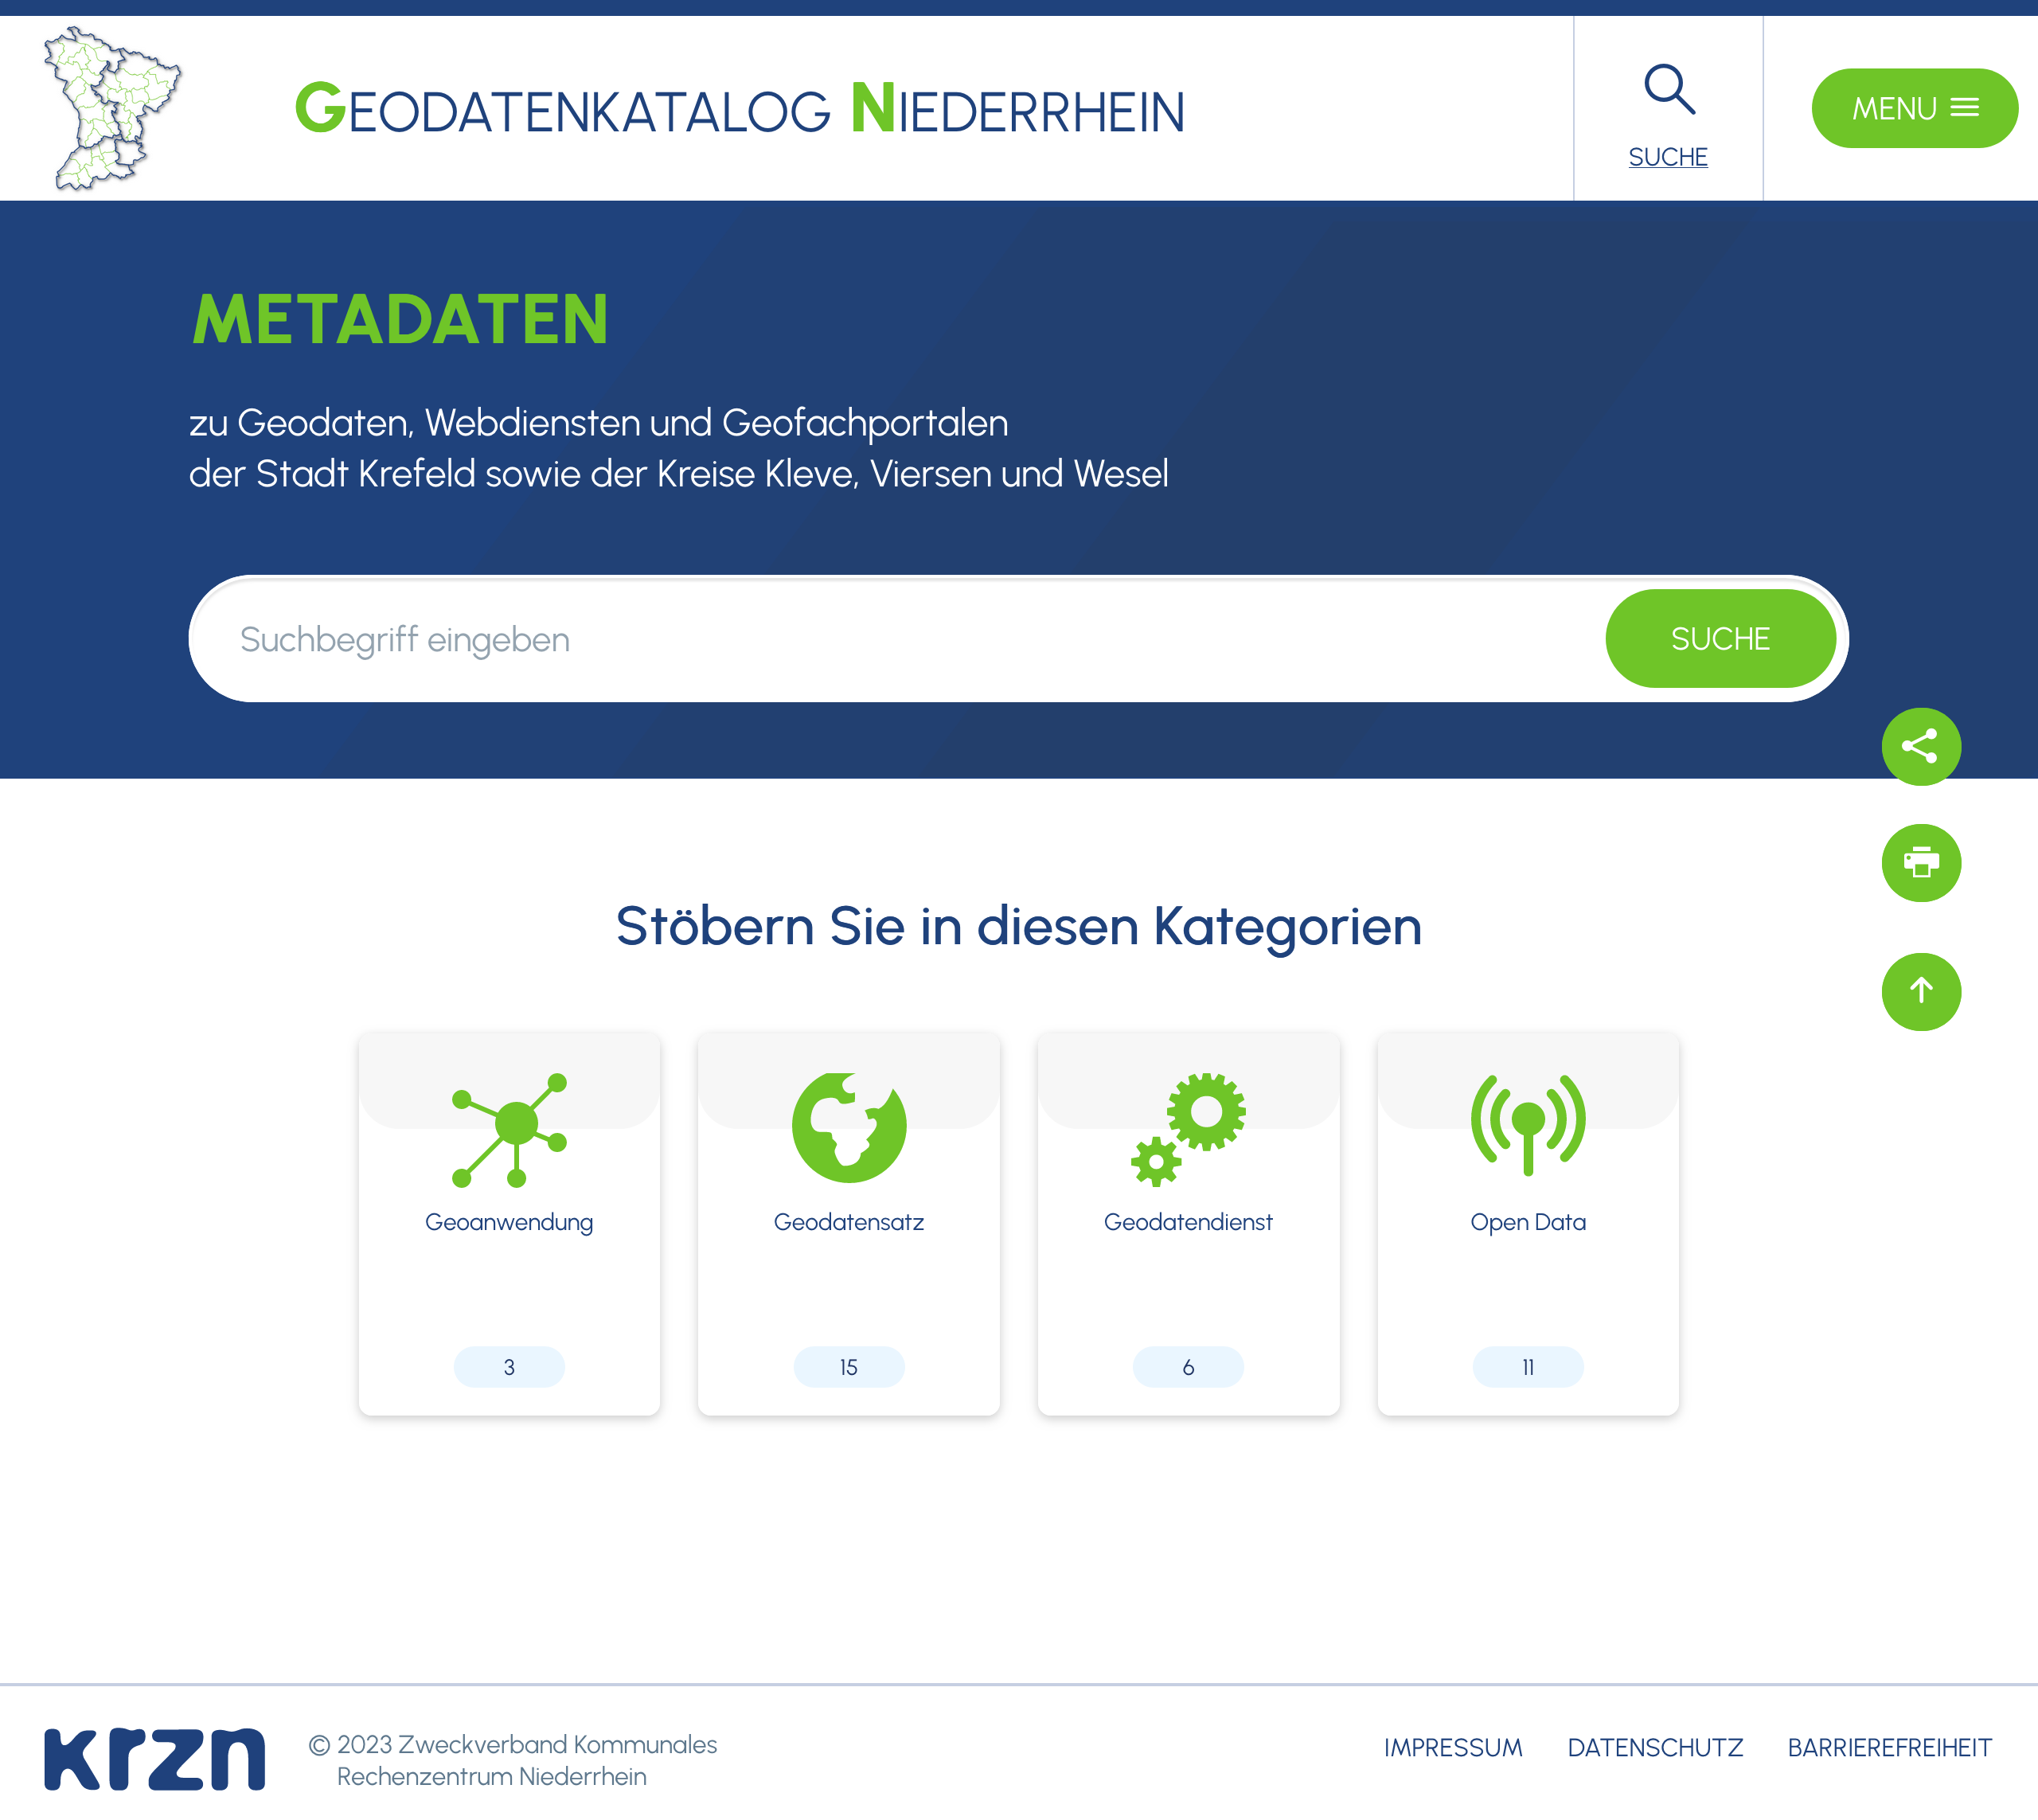 GEODATENKATALOG NIEDERRHEIN
SUCHE
MENU
METADATEN
zu Geodaten, Webdiensten und Geofachportalen
der Stadt Krefeld sowie der Kreise Kleve, Viersen und Wesel
Suchbegriff eingeben
SUCHE
Stöbern Sie in diesen Kategorien
Geoanwendung
Geodatensatz
Geodatendienst
Open Data
3
15
6
11
krzn
© 2023 Zweckverband Kommunales
Rechenzentrum Niederrhein
IMPRESSUM
DATENSCHUTZ
BARRIEREFREIHEIT